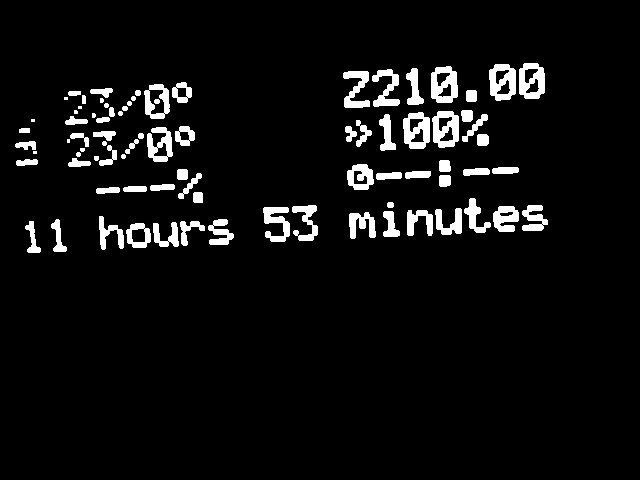 23/0° Z210.00
23/0° »100%
---% --:--
11 hours 53 minutes